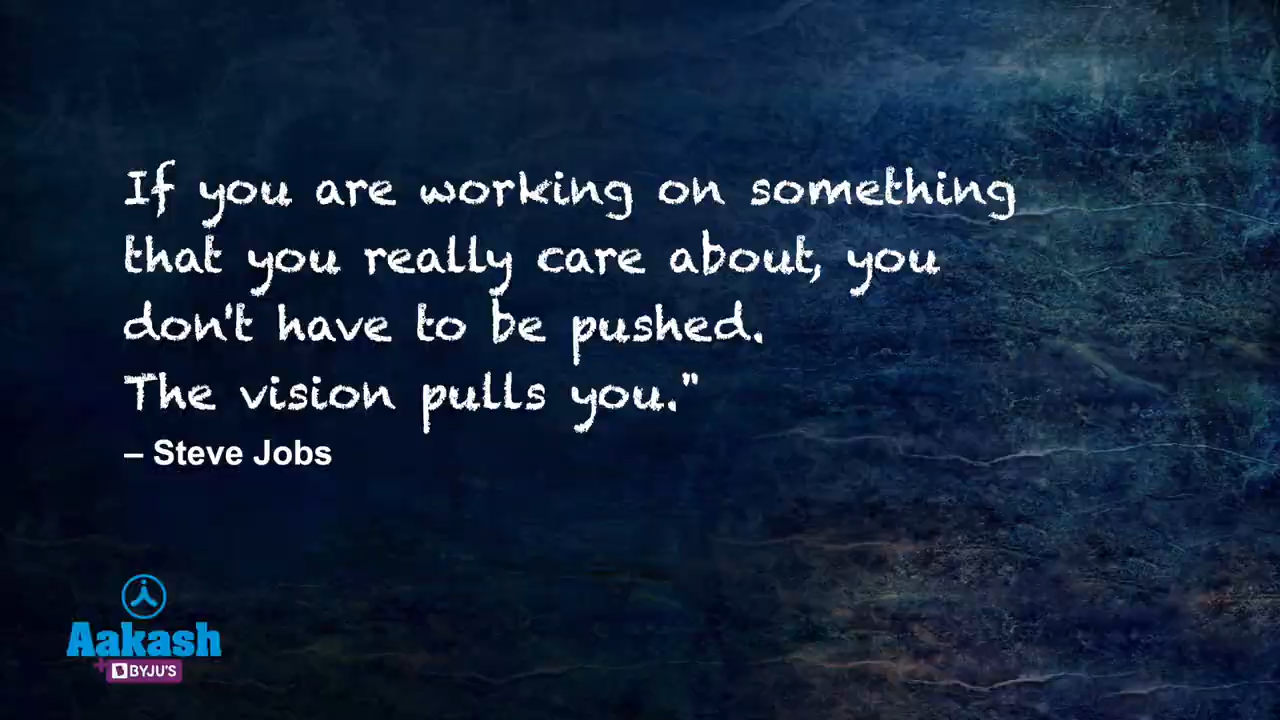 If you are working on something
that you really care about, you
don't have to be pushed.
The vision pulls you."
– Steve Jobs
Aakash
+ BYJU'S